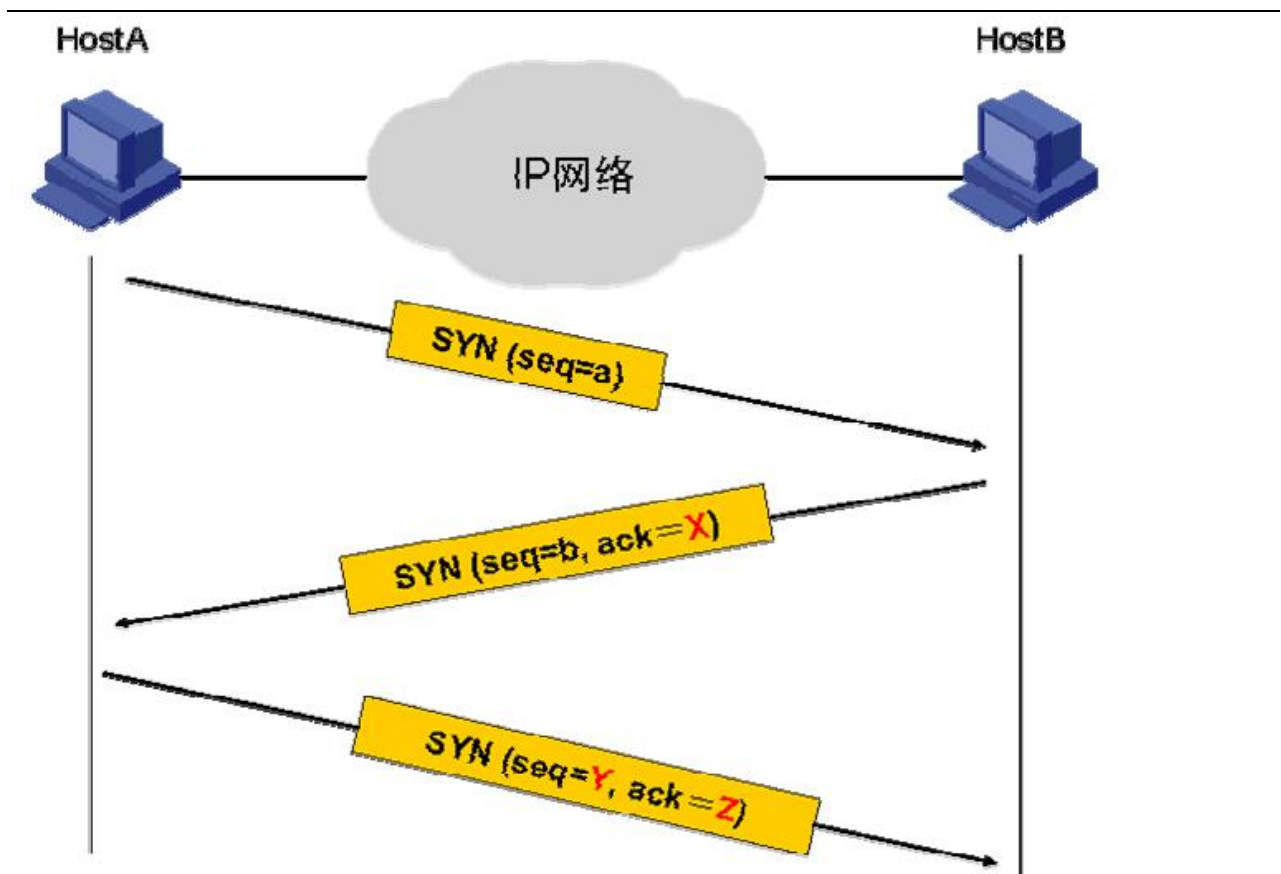 HostA
HostB
IP网络
SYN (seq=a)
SYN (seq=b, ack＝X)
SYN (seq=Y, ack＝Z)